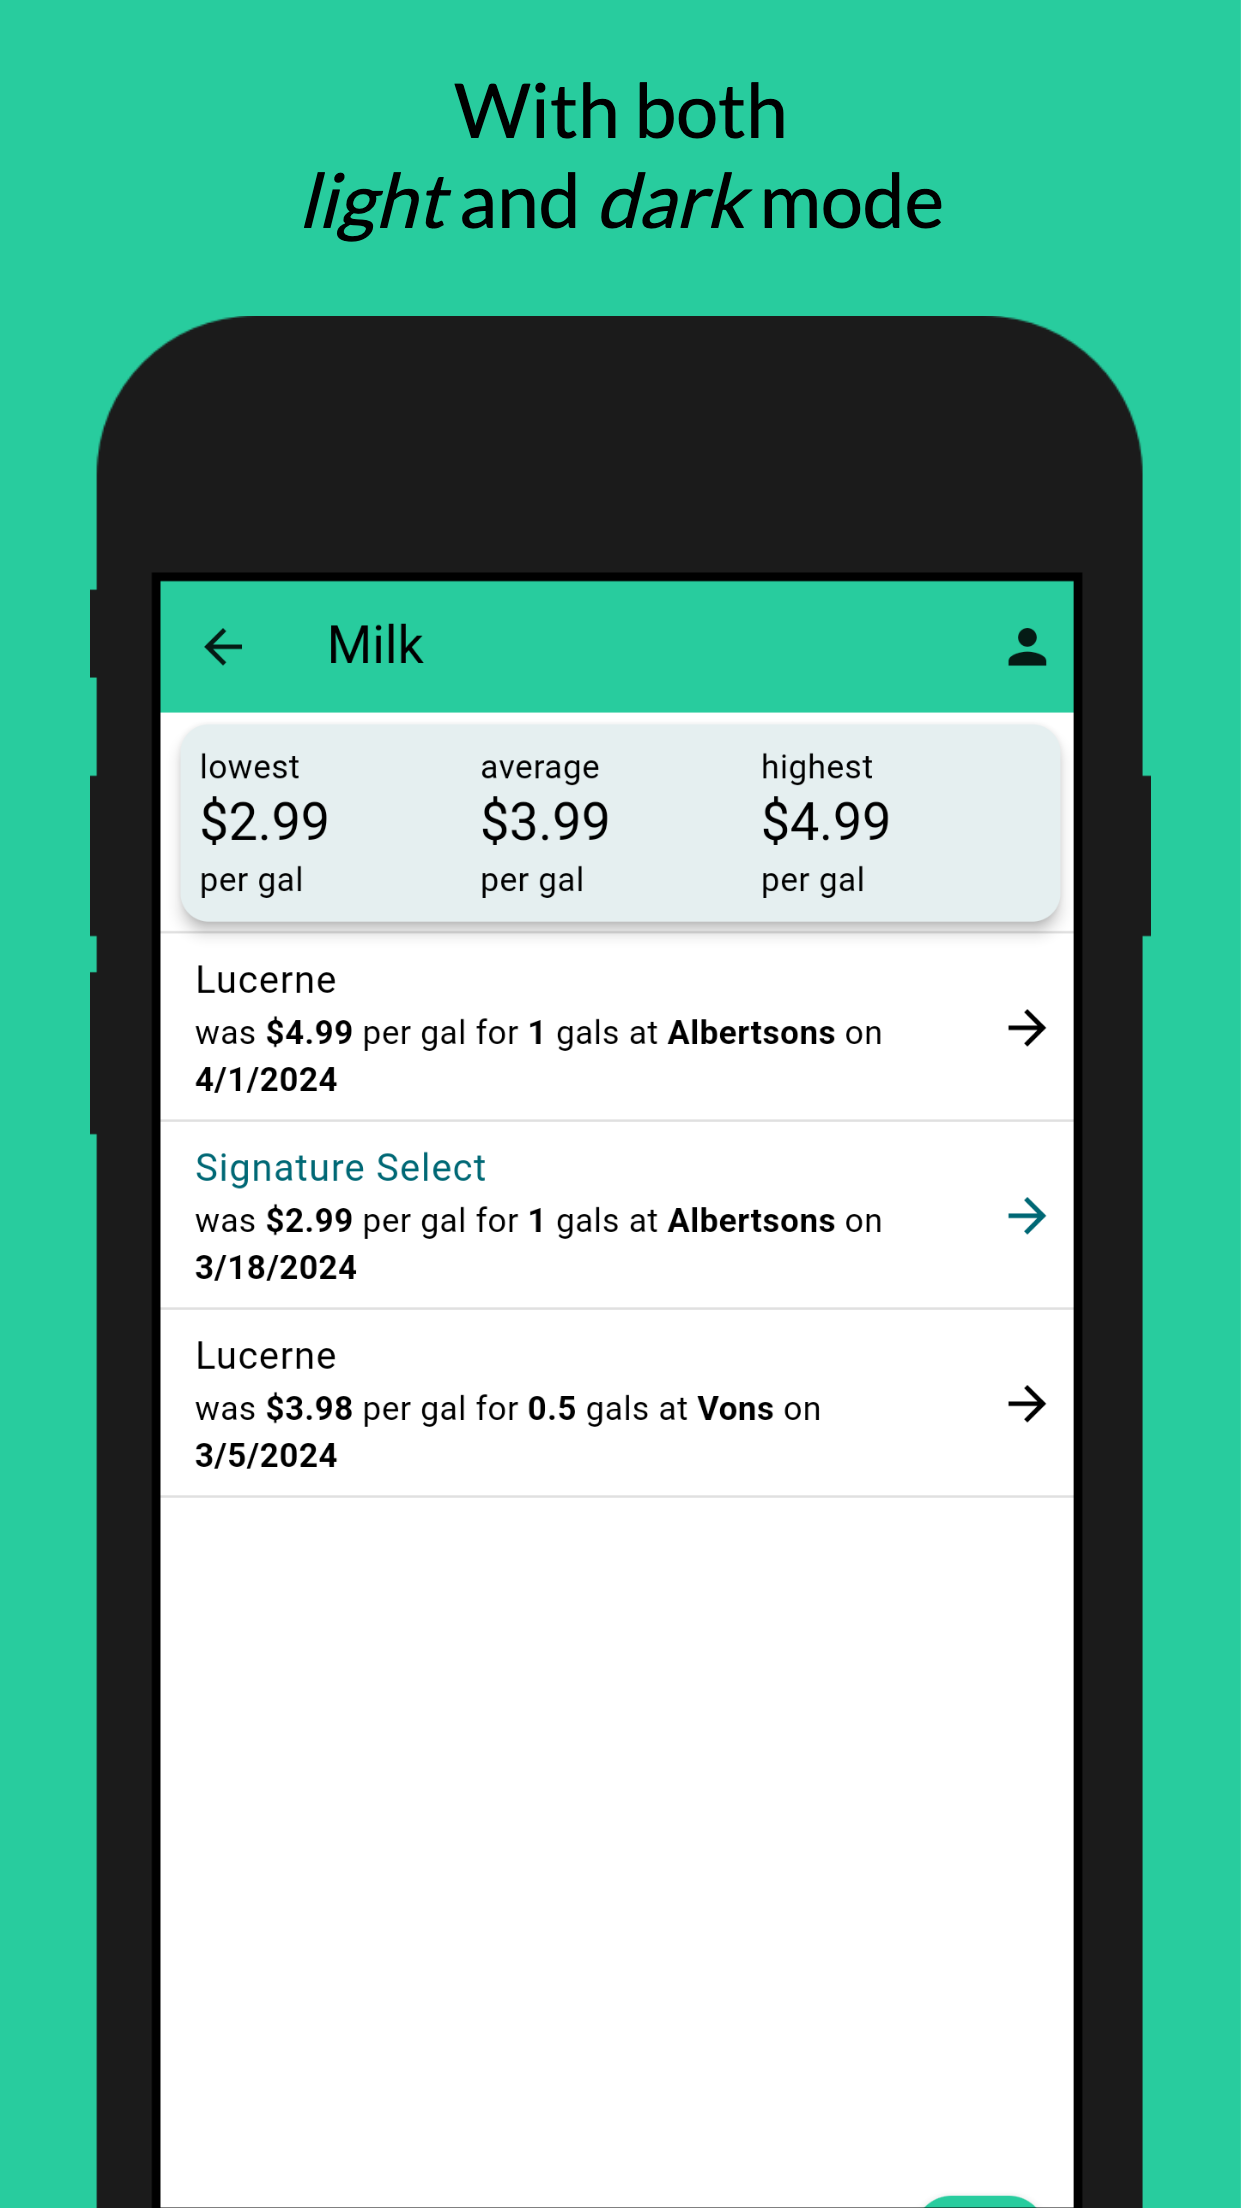 With both
light and dark mode
Milk
lowest average highest
$2.99 $3.99 $4.99
per gal per gal per gal
Lucerne
was $4.99 per gal for 1 gals at Albertsons on
4/1/2024
Signature Select
was $2.99 per gal for 1 gals at Albertsons on
3/18/2024
Lucerne
was $3.98 per gal for 0.5 gals at Vons on
3/5/2024